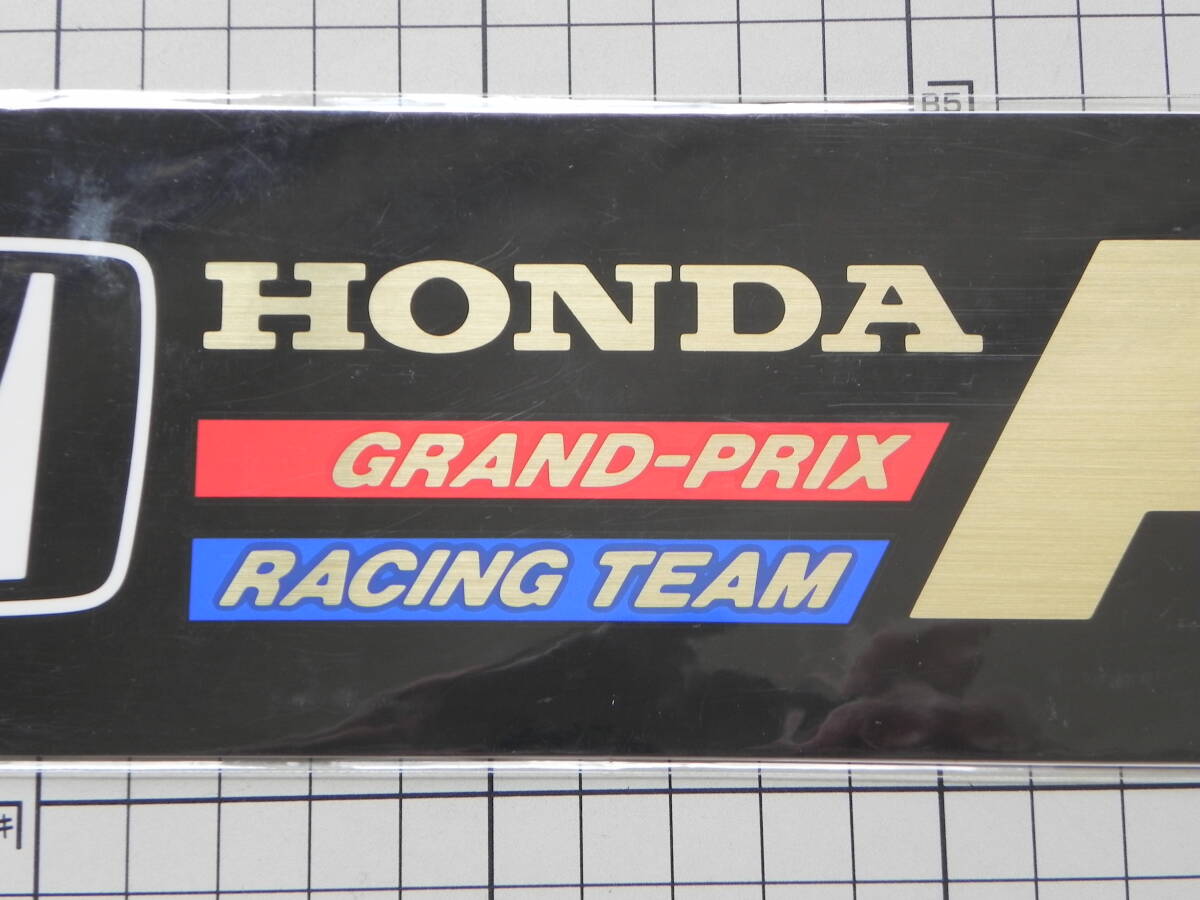 B5
HONDA
GRAND-PRIX
RACING TEAM